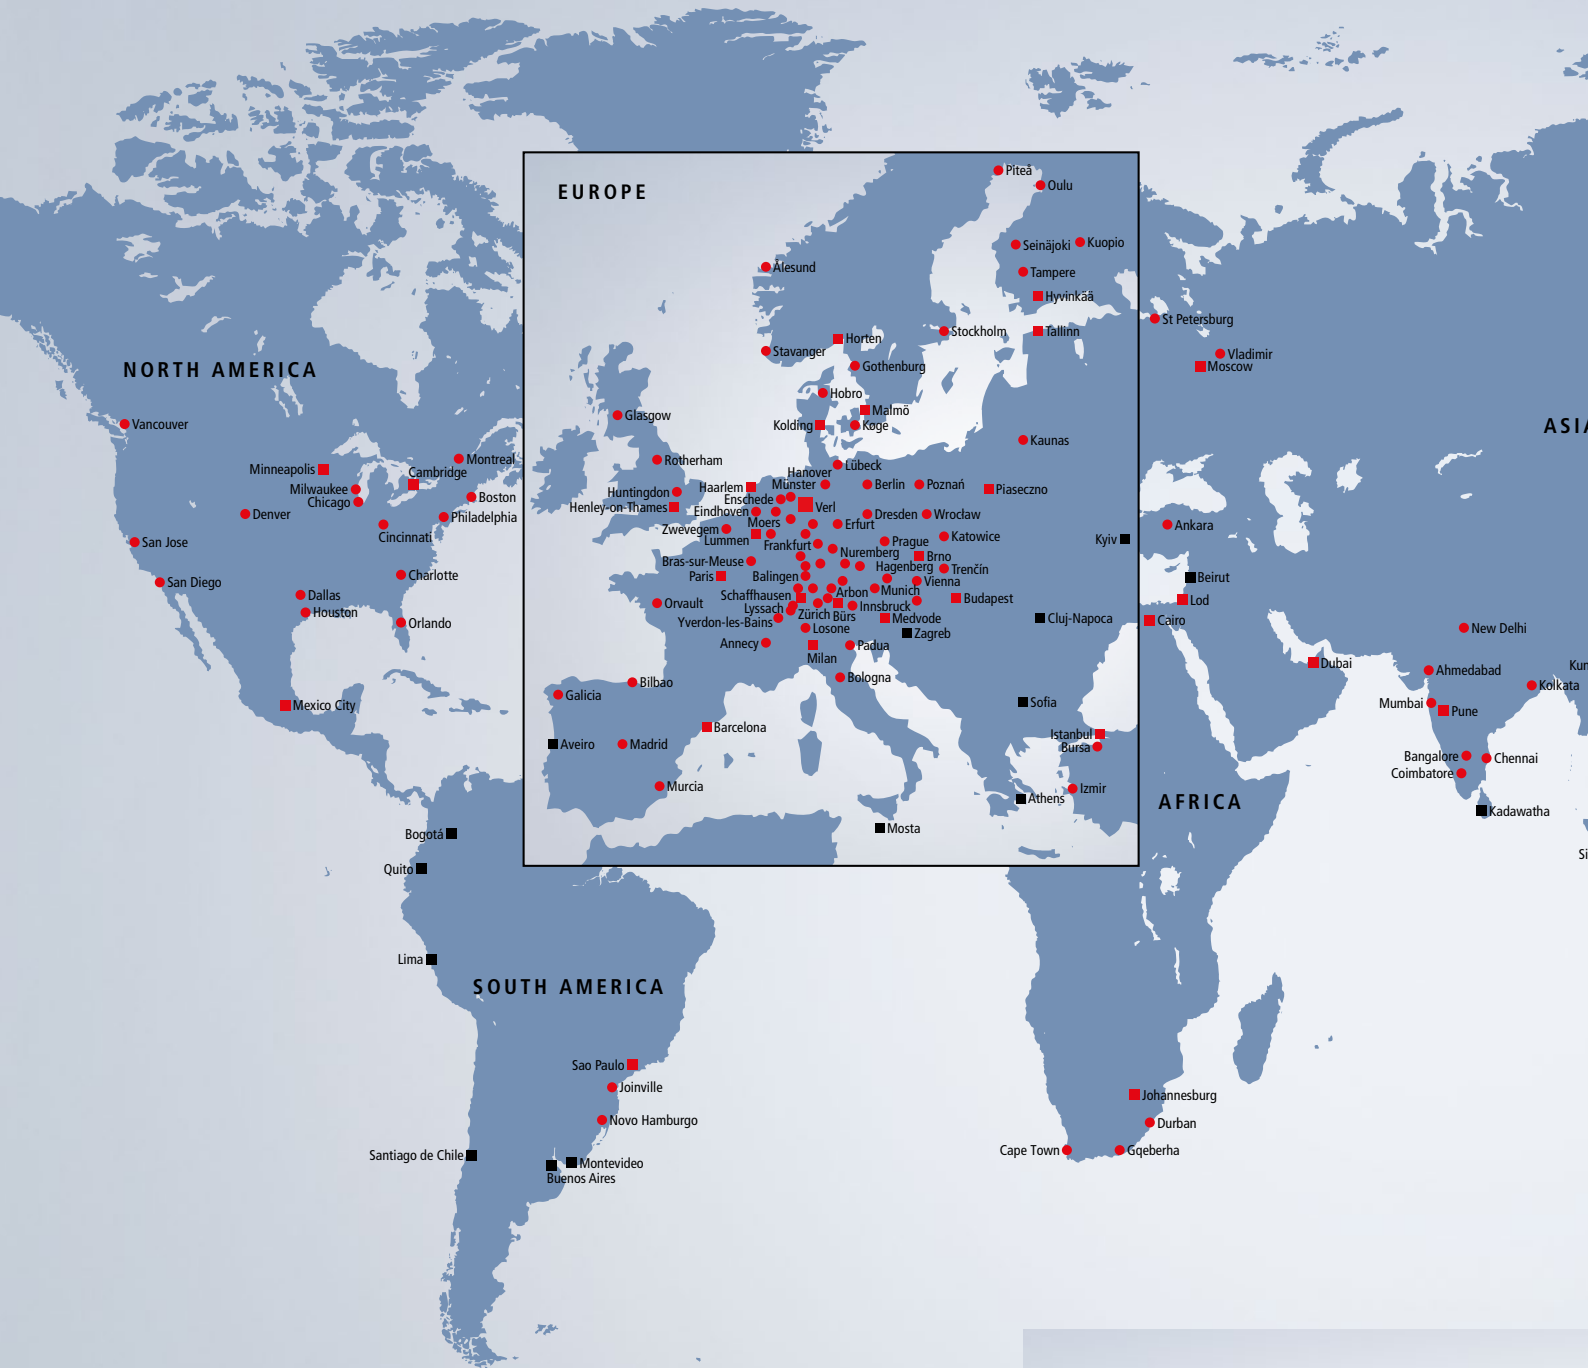 EUROPE
Piteå
Oulu
Seinäjoki
Kuopio
Ålesund
Tampere
Hyvinkää
St Petersburg
Stockholm
Tallinn
Horten
Stavanger
Vladimir
Moscow
Gothenburg
NORTH AMERICA
Hobro
Malmö
Glasgow
Vancouver
Kolding
Køge
ASIA
Kaunas
Montreal
Rotherham
Lübeck
Minneapolis
Cambridge
Hanover
Milwaukee
Münster
Berlin
Poznań
Haarlem
Piaseczno
Huntingdon
Boston
Enschede
Chicago
Henley-on-Thames
Verl
Eindhoven
Denver
Philadelphia
Moers
Erfurt
Dresden
Wrocław
Ankara
Zwevegem
Cincinnati
Lummen
Katowice
Kyiv
San Jose
Frankfurt
Prague
Nuremberg
Brno
Bras-sur-Meuse
Hagenberg
Trenčín
Charlotte
Paris
Balingen
Beirut
San Diego
Vienna
Munich
Arbon
Dallas
Schaffhausen
Budapest
Lod
Orvault
Lyssach
Innsbruck
Houston
Zürich
Bürs
Medvode
Cluj-Napoca
Cairo
Orlando
Yverdon-les-Bains
Losone
Zagreb
New Delhi
Annecy
Padua
Milan
Dubai
Kun
Ahmedabad
Bologna
Bilbao
Kolkata
Galicia
Mexico City
Sofia
Mumbai
Pune
Barcelona
Istanbul
Aveiro
Madrid
Bursa
Bangalore
Chennai
Coimbatore
Murcia
Izmir
Athens
AFRICA
Kadawatha
Mosta
Bogotá
Si
Quito
Lima
SOUTH AMERICA
Sao Paulo
Joinville
Johannesburg
Novo Hamburgo
Durban
Cape Town
Gqeberha
Santiago de Chile
Montevideo
Buenos Aires